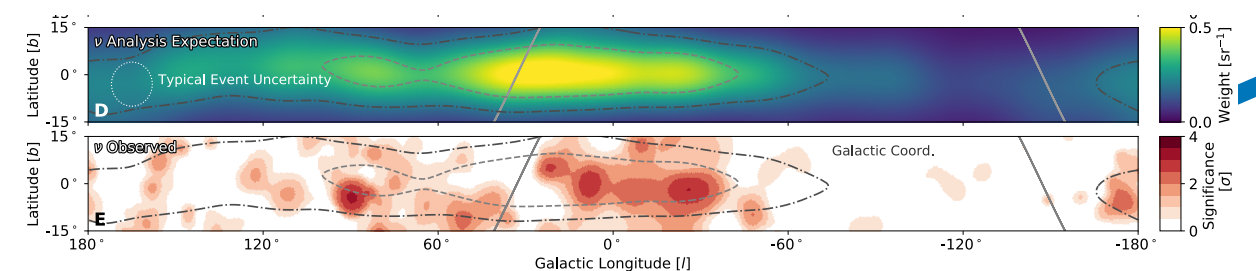 15°
ν Analysis Expectation
0°
Typical Event Uncertainty
D
-15°
Latitude [b]
0.5
0.0
Weight [sr⁻¹]
15°
ν Observed
Galactic Coord.
0°
E
-15°
Latitude [b]
4
2
0
Significance
[σ]
180 120° 60° 0° -60° -120° -180°
Galactic Longitude [l]